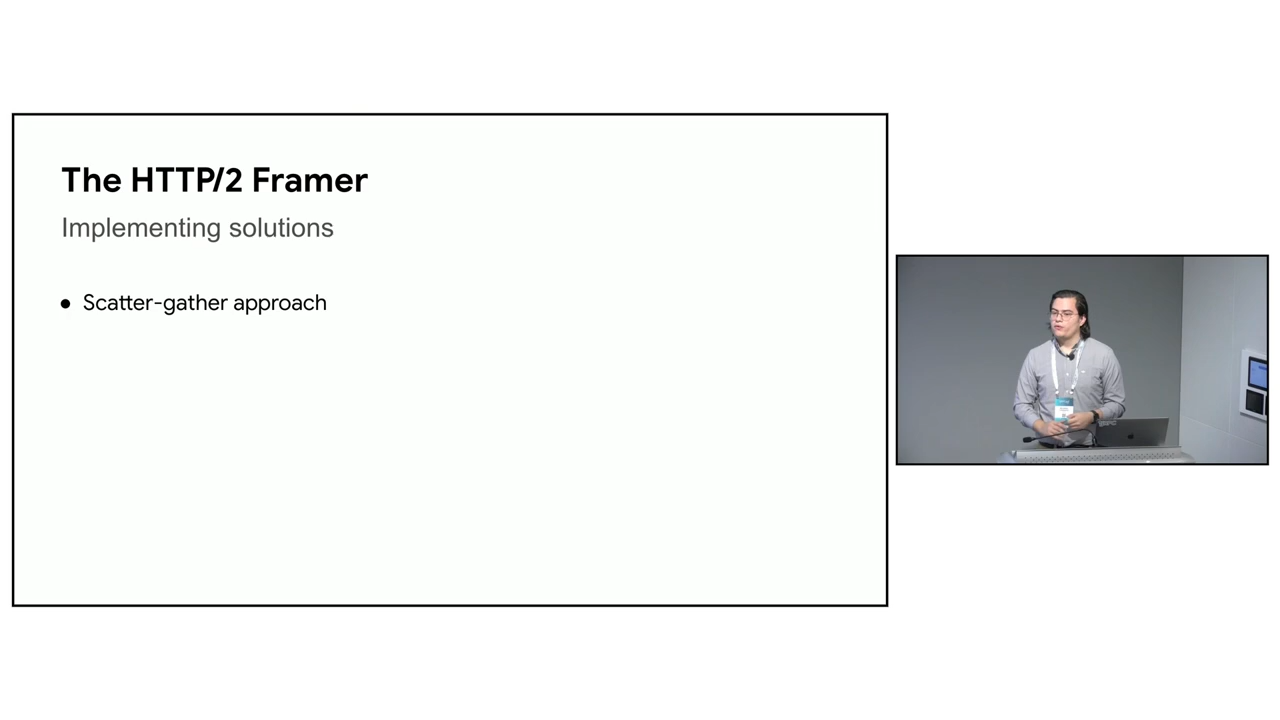 The HTTP/2 Framer
Implementing solutions
● Scatter-gather approach